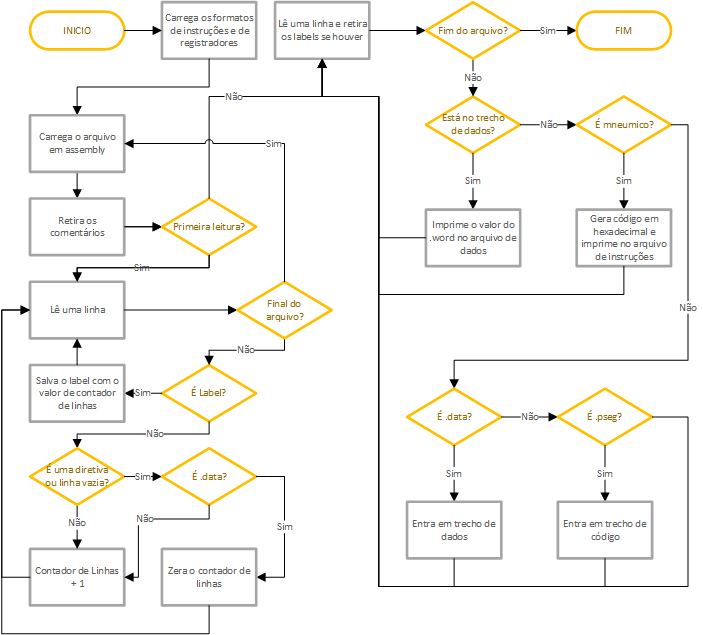 INICIO
Carrega os formatos
de instruções e de
registradores
Lê uma linha e retira
os labels se houver
Fim do arquivo?
Sim
FIM
Não
Não
Carrega o arquivo
em assembly
Sim
Está no trecho
de dados?
Não
É mneumico?
Sim
Sim
Retira os
comentários
Primeira leitura?
Imprime o valor do
.word no arquivo de
dados
Gera código em
hexadecimal e
imprime no arquivo
de instruções
Sim
Lê uma linha
Final do
arquivo?
Não
Não
Salva o label com o
valor de contador
de linhas
Sim
É Label?
É .data?
Não
É .pseg?
Não
É uma diretiva
ou linha vazia?
Sim
É .data?
Sim
Sim
Não
Não
Sim
Entra em trecho de
dados
Entra em trecho de
código
Contador de Linhas
+ 1
Zera o contador de
linhas